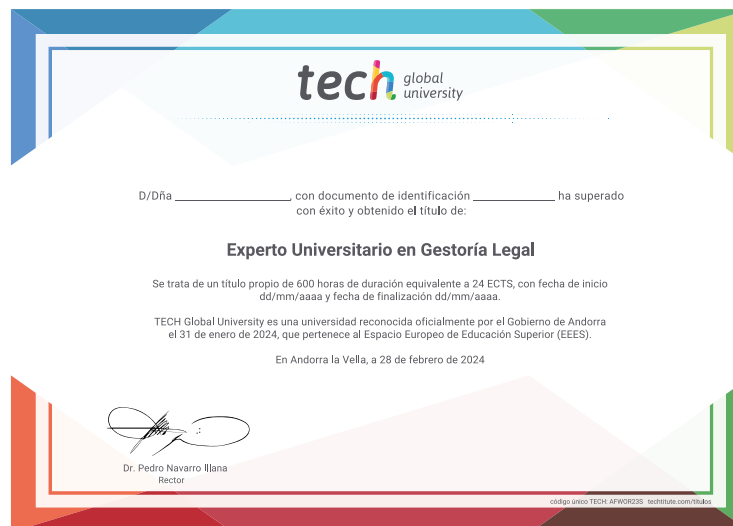 tech global university
D/Dña ________________, con documento de identificación ____________ ha superado
con éxito y obtenido el título de:
Experto Universitario en Gestoría Legal
Se trata de un título propio de 600 horas de duración equivalente a 24 ECTS, con fecha de inicio
dd/mm/aaaa y fecha de finalización dd/mm/aaaa.
TECH Global University es una universidad reconocida oficialmente por el Gobierno de Andorra
el 31 de enero de 2024, que pertenece al Espacio Europeo de Educación Superior (EEES).
En Andorra la Vella, a 28 de febrero de 2024
Dr. Pedro Navarro Illana
Rector
código único TECH: AFWOR23S techtitute.com/titulos